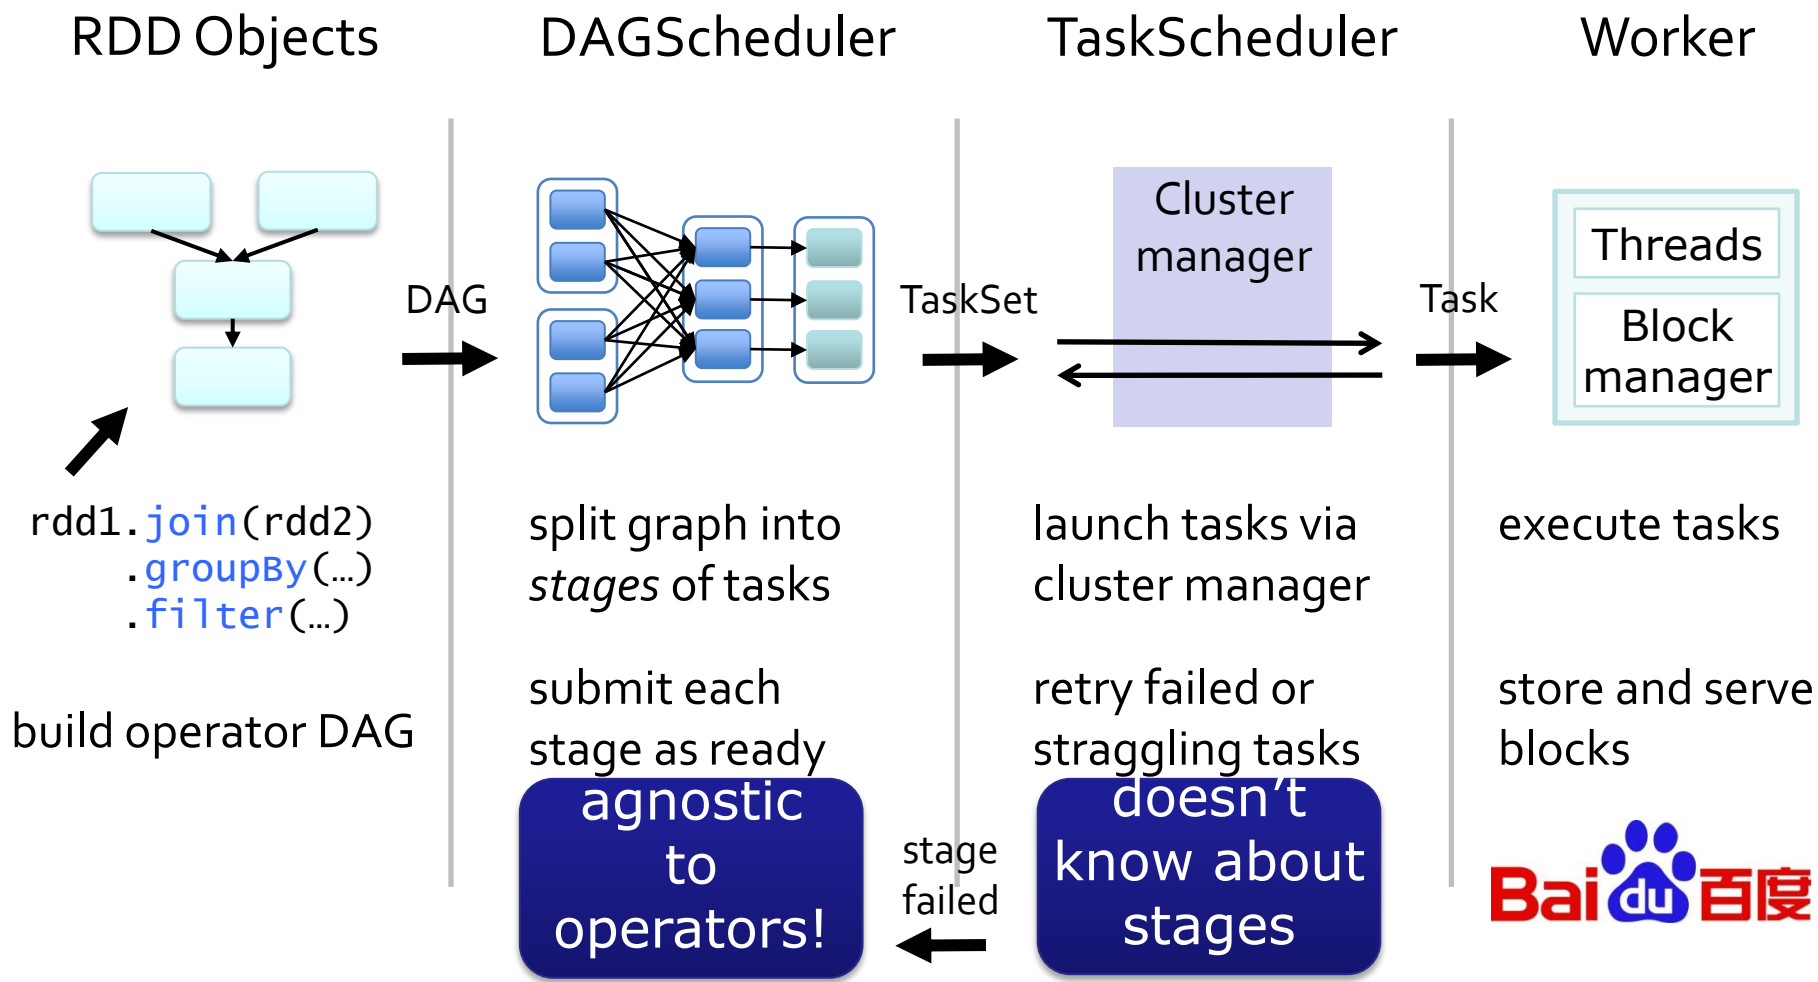 RDD Objects
DAGScheduler
TaskScheduler
Worker
DAG
TaskSet
Cluster
manager
Task
Threads
Block
manager
rdd1.join(rdd2)
.groupBy(…)
.filter(…)
build operator DAG
split graph into
stages of tasks
submit each
stage as ready
agnostic
to
operators!
launch tasks via
cluster manager
retry failed or
straggling tasks
doesn’t
know about
stages
stage
failed
execute tasks
store and serve
blocks
Bai du 百度